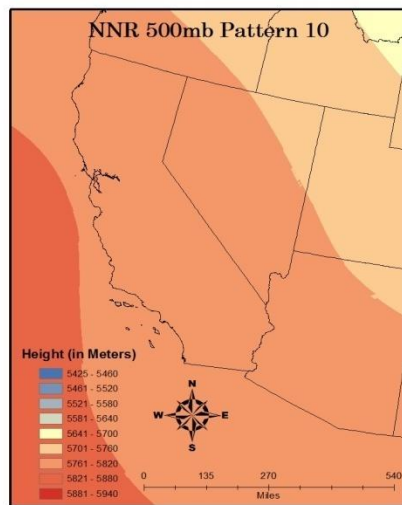 NNR 500mb Pattern 10
Height (in Meters)
5425 - 5460
5461 - 5520
5521 - 5580
5581 - 5640
5641 - 5700
5701 - 5760
5761 - 5820
5821 - 5880
5881 - 5940
N
W E
S
0 135 270 540
Miles